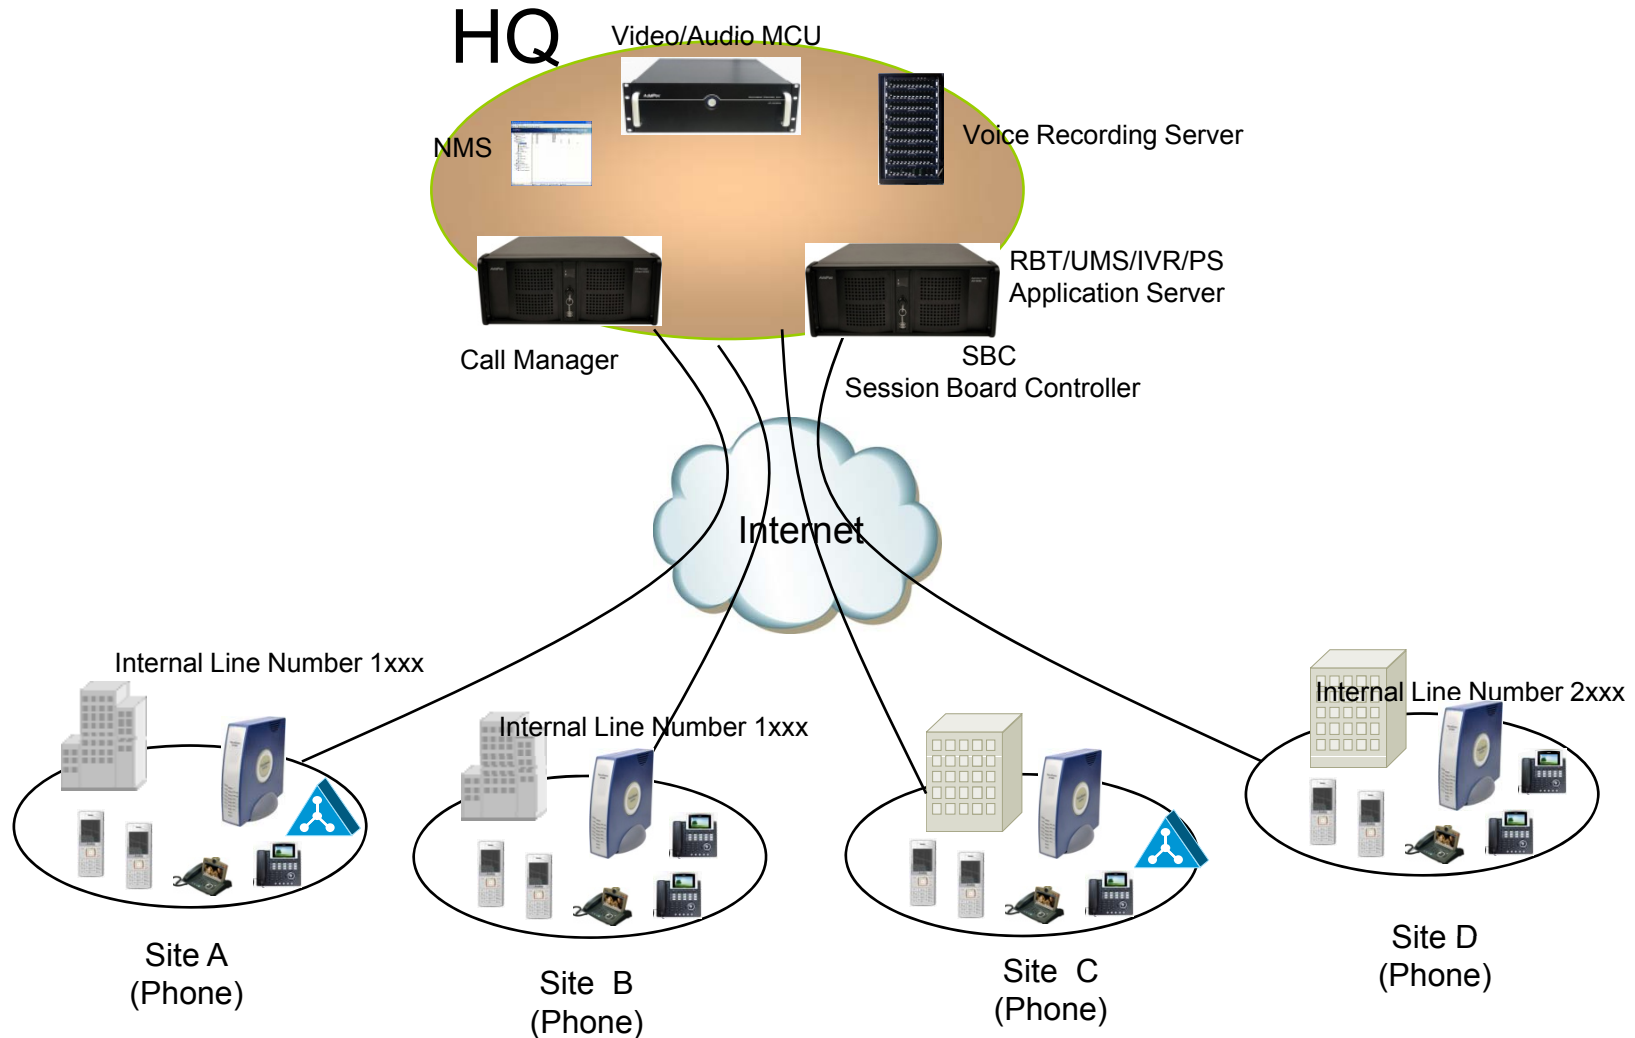 HQ
Video/Audio MCU
NMS
Voice Recording Server
RBT/UMS/IVR/PS
Application Server
Call Manager
SBC
Session Board Controller
Internet
Internal Line Number 1xxx
Internal Line Number 1xxx
Internal Line Number 2xxx
Site A
(Phone)
Site B
(Phone)
Site C
(Phone)
Site D
(Phone)